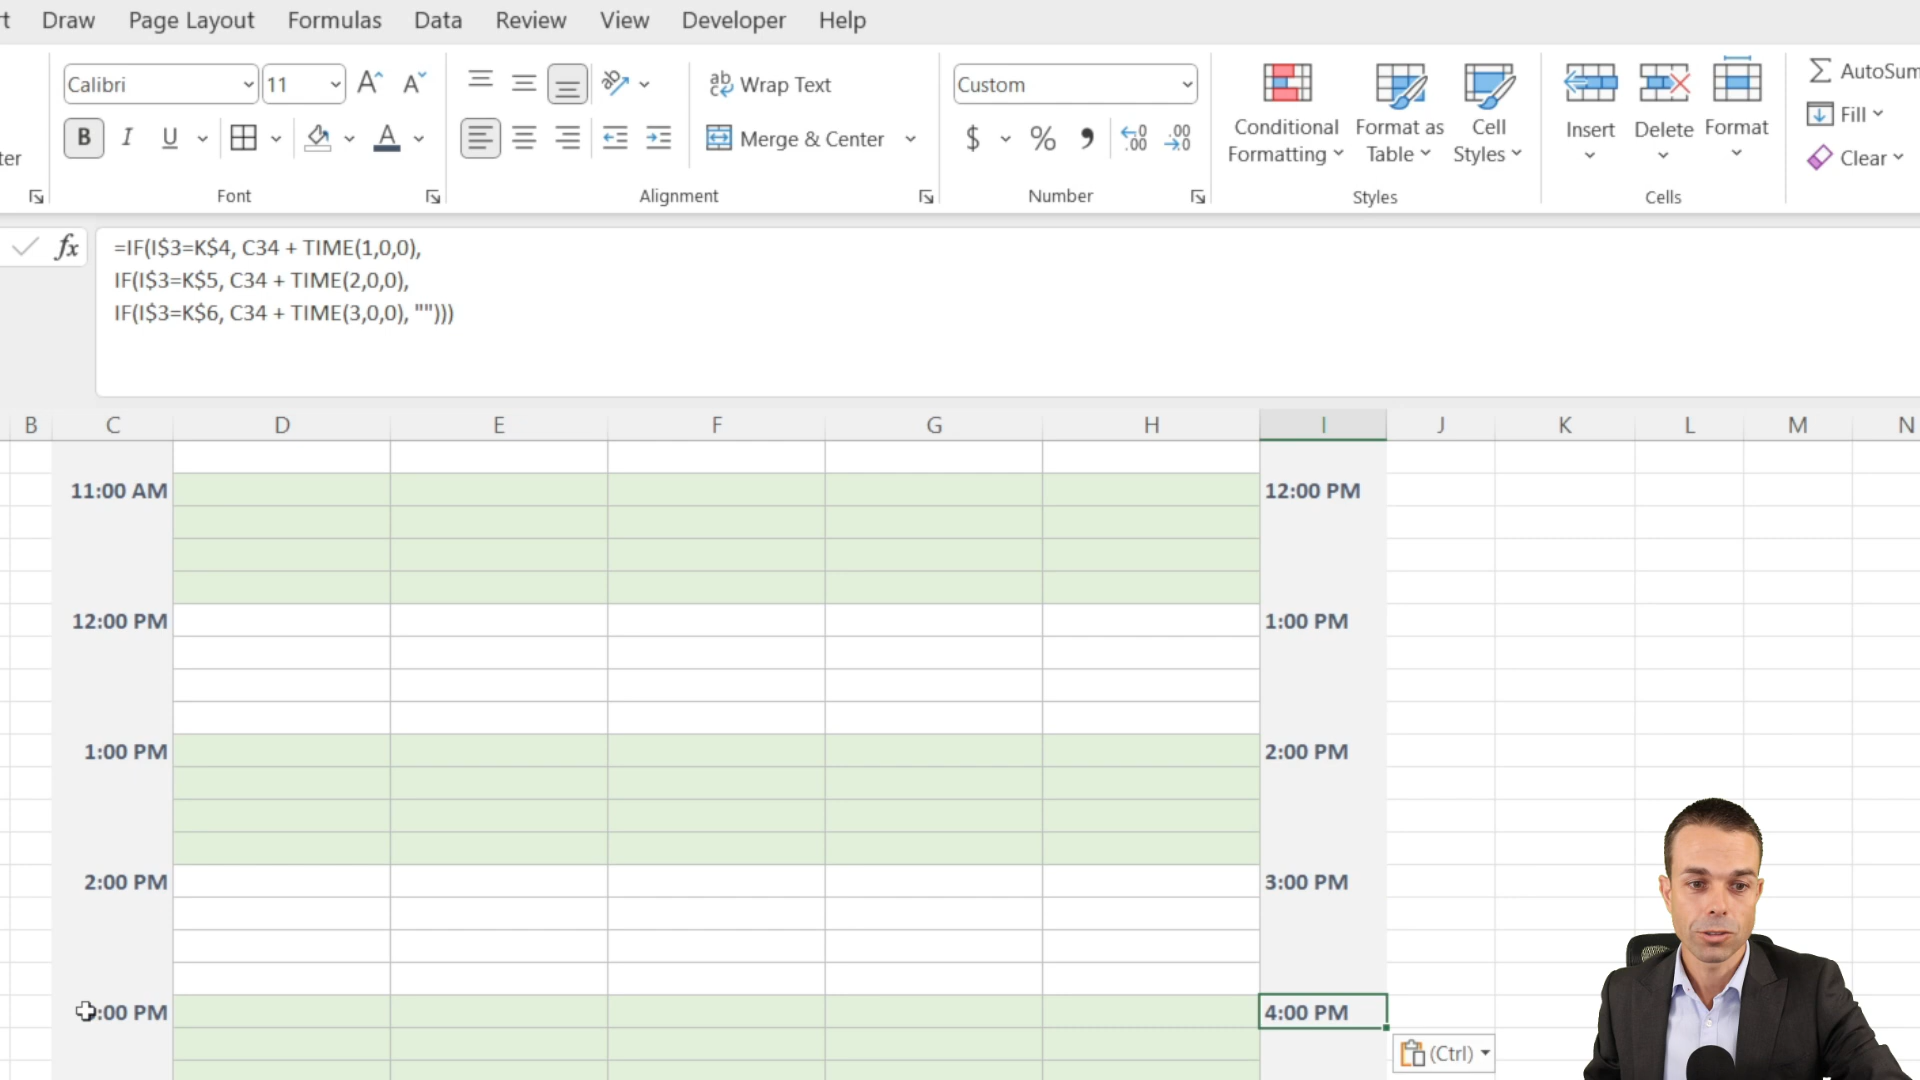 Draw Page Layout Formulas Data Review View Developer Help
Calibri 11 Wrap Text Custom AutoSum
B I U A Merge & Center $ % Conditional Formatting Format as Table Cell Styles Insert Delete Format Fill
Clear
Font Alignment Number Styles Cells
fx =IF(I$3=K$4, C34 + TIME(1,0,0),
IF(I$3=K$5, C34 + TIME(2,0,0),
IF(I$3=K$6, C34 + TIME(3,0,0), "")))
B C D E F G H I J K L M N
11:00 AM 12:00 PM
12:00 PM 1:00 PM
1:00 PM 2:00 PM
2:00 PM 3:00 PM
:00 PM 4:00 PM
(Ctrl)